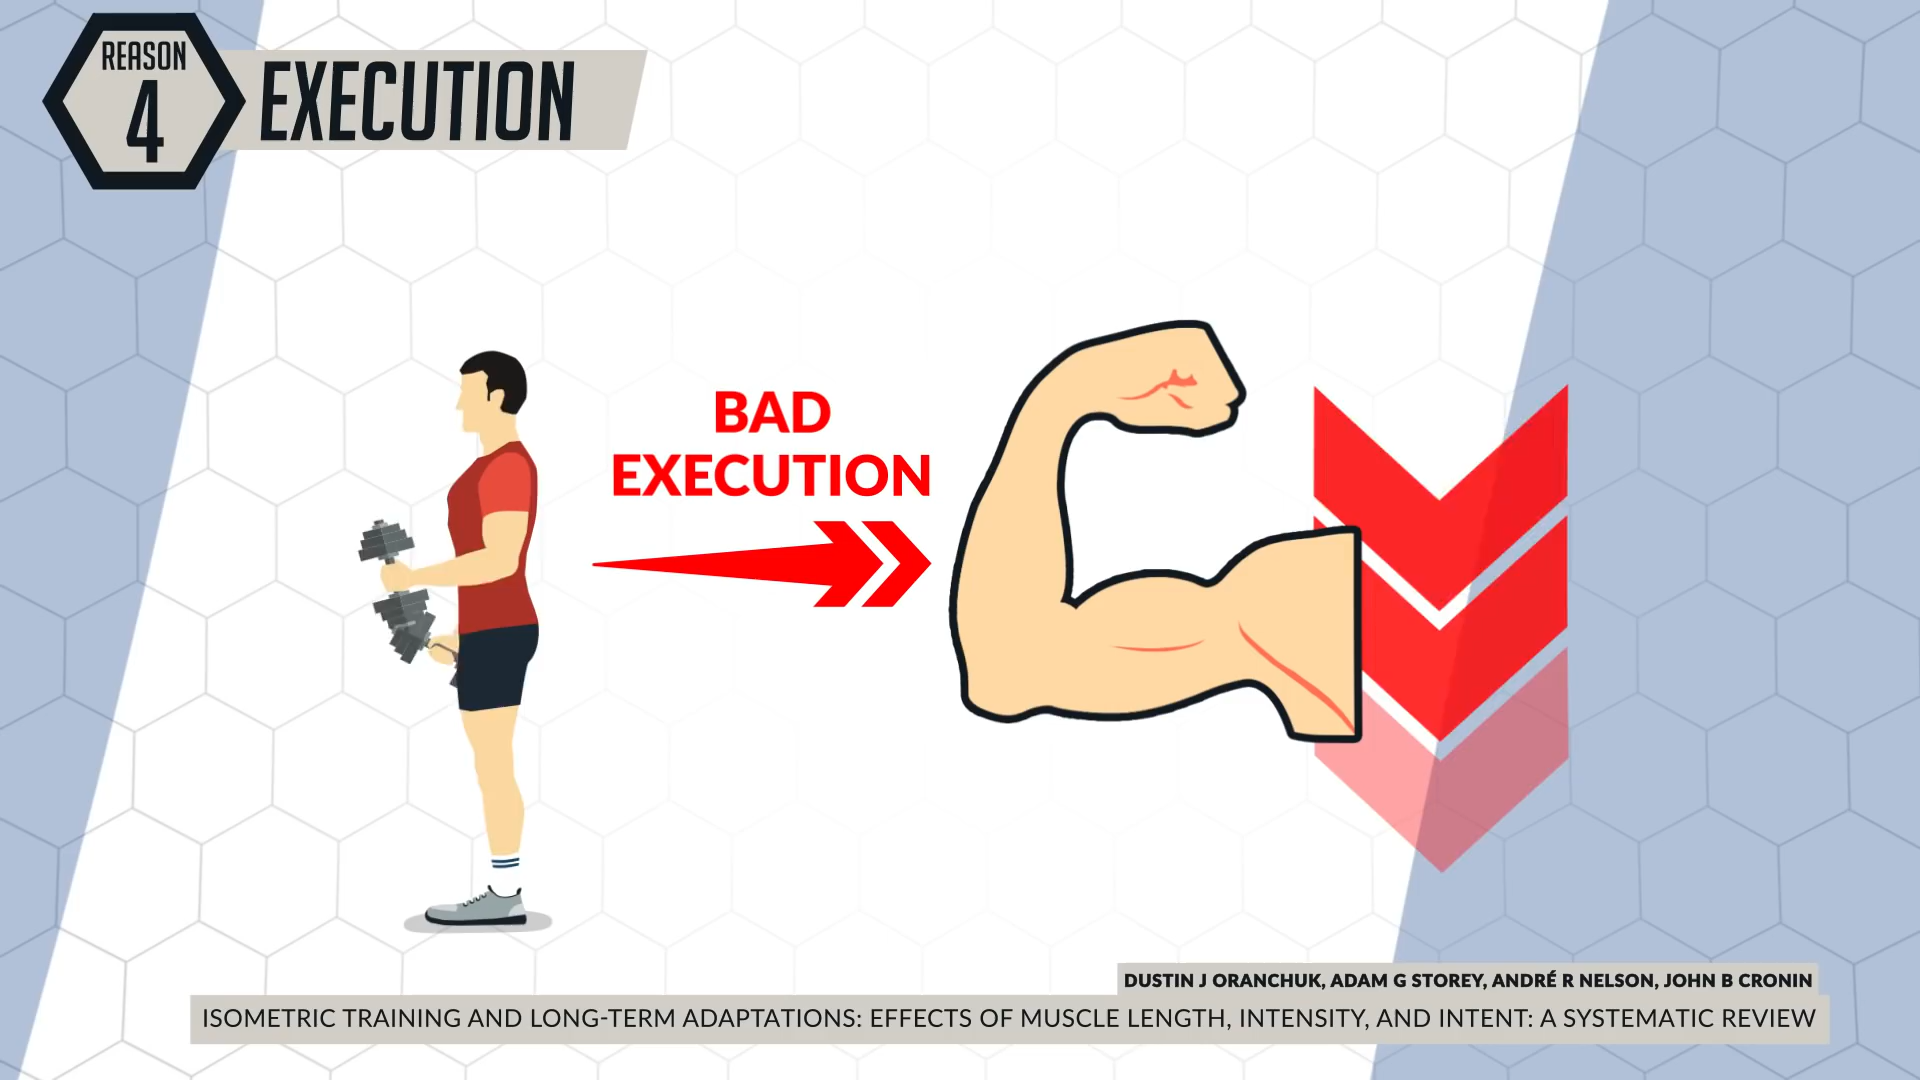 REASON
4
EXECUTION
BAD
EXECUTION
DUSTIN J ORANCHUK, ADAM G STOREY, ANDRÉ R NELSON, JOHN B CRONIN
ISOMETRIC TRAINING AND LONG-TERM ADAPTATIONS: EFFECTS OF MUSCLE LENGTH, INTENSITY, AND INTENT: A SYSTEMATIC REVIEW